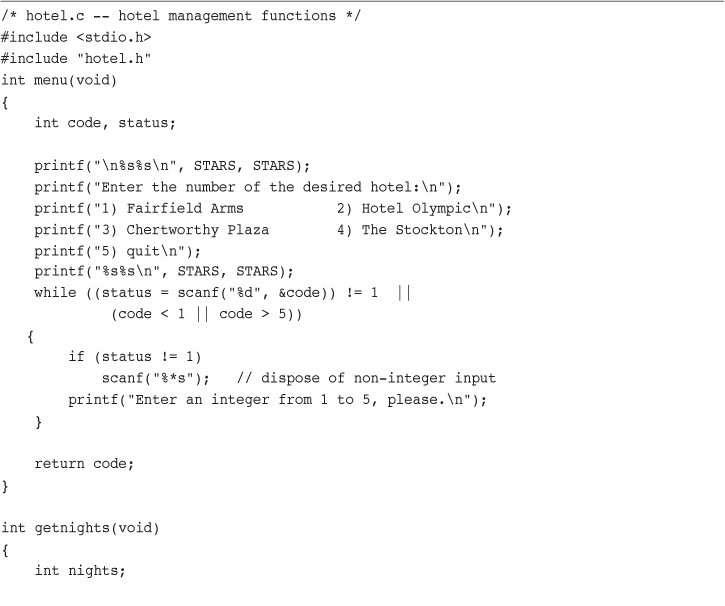 /* hotel.c -- hotel management functions */
#include <stdio.h>
#include "hotel.h"
int menu(void)
{
    int code, status;

    printf("\n%s%s\n", STARS, STARS);
    printf("Enter the number of the desired hotel:\n");
    printf("1) Fairfield Arms           2) Hotel Olympic\n");
    printf("3) Chertworthy Plaza        4) The Stockton\n");
    printf("5) quit\n");
    printf("%s%s\n", STARS, STARS);
    while ((status = scanf("%d", &code)) != 1  ||
             (code < 1 || code > 5))
   {
        if (status != 1)
            scanf("%*s");   // dispose of non-integer input
        printf("Enter an integer from 1 to 5, please.\n");
    }

    return code;
}

int getnights(void)
{
    int nights;